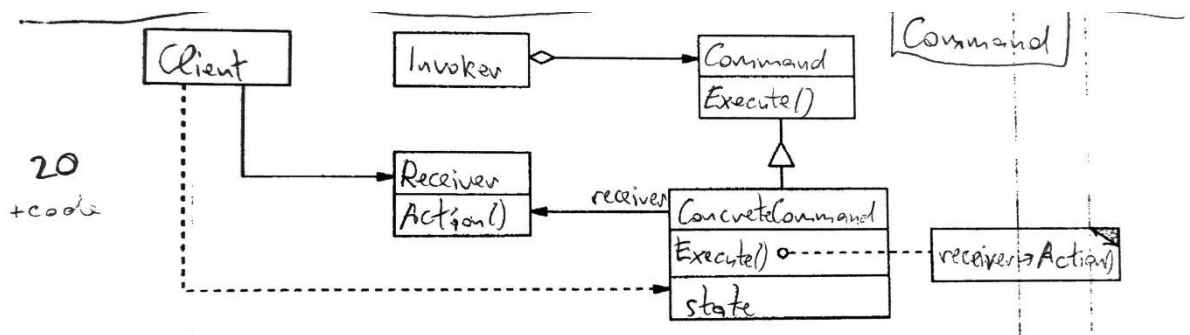 Client
Invoker
Command
Execute()
Command
20
+code
Receiver
Action()
receiver
ConcreteCommand
Execute()
state
receiver→Action()